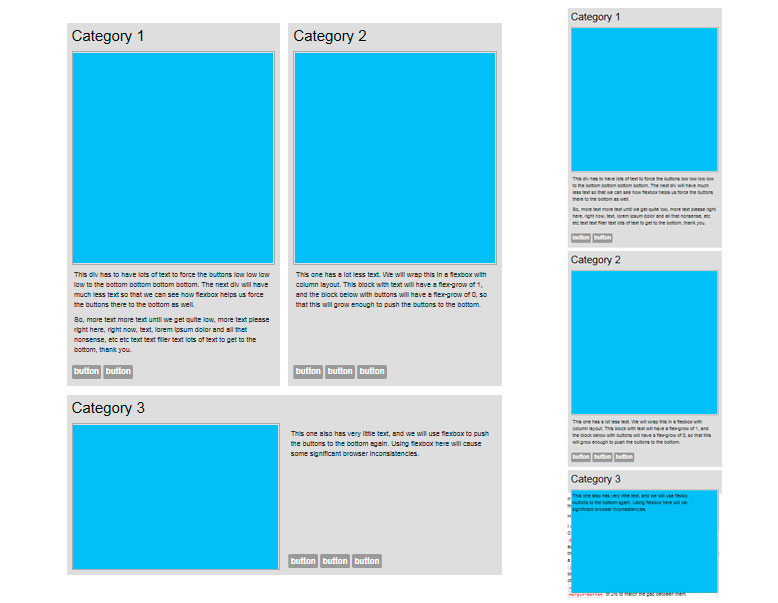 Category 1
This div has to have lots of text to force the buttons low low low
low to the bottom bottom bottom bottom. The next div will have
much less text so that we can see how flexbox helps us force
the buttons there to the bottom as well.
So, more text more text until we get quite low, more text please
right here, right now, text, lorem ipsum dolor and all that
nonsense, etc etc text text filler text lots of text to get to the
bottom, thank you.
button button
Category 2
This one has a lot less text. We will wrap this in a flexbox with
column layout. This block with text will have a flex-grow of 1,
and the block below with buttons will have a flex-grow of 0, so
that this will grow enough to push the buttons to the bottom.
button button button
Category 3
This one also has very little text, and we will use flexbox to push
the buttons to the bottom again. Using flexbox here will cause
some significant browser inconsistencies.
button button button
Category 1
This div has to have lots of text to force the buttons low low low low
to the bottom bottom bottom bottom. The next div will have much
less text so that we can see how flexbox helps us force the buttons
there to the bottom as well.
So, more text more text until we get quite low, more text please right
here, right now, text, lorem ipsum dolor and all that nonsense, etc
etc text text filler text lots of text to get to the bottom, thank you.
button button
Category 2
This one has a lot less text. We will wrap this in a flexbox with
column layout. This block with text will have a flex-grow of 1, and
the block below with buttons will have a flex-grow of 0, so that this
will grow enough to push the buttons to the bottom.
button button button
Category 3
This one also has very little text, and we will use flexbox
buttons to the bottom again. Using flexbox here will cause
significant browser inconsistencies.
margin-bottom of 2% to match the gap between them.